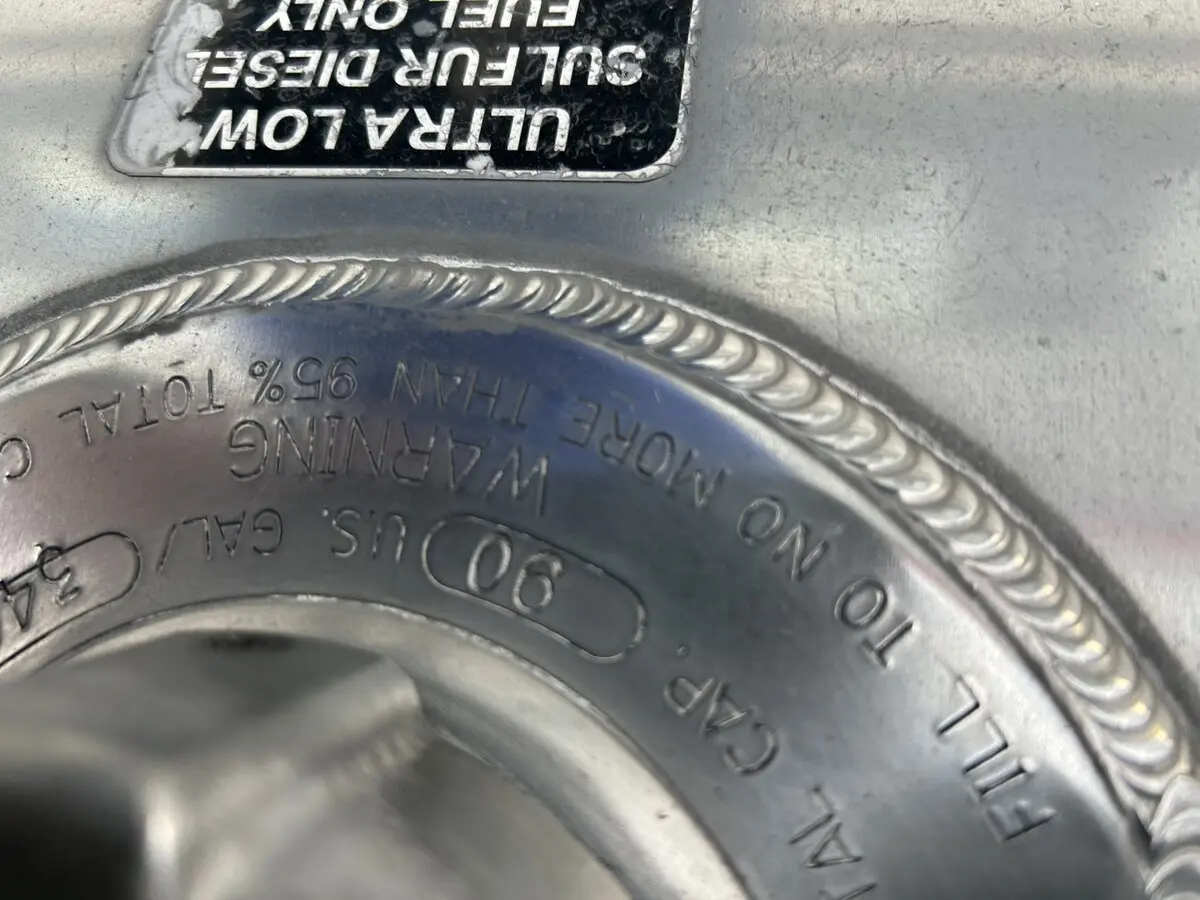 ULTRA LOW
SULFUR DIESEL
FUEL ONLY
FILL TO NO MORE THAN 95% TOTAL
WARNING
CAP. 90 U.S. GAL/